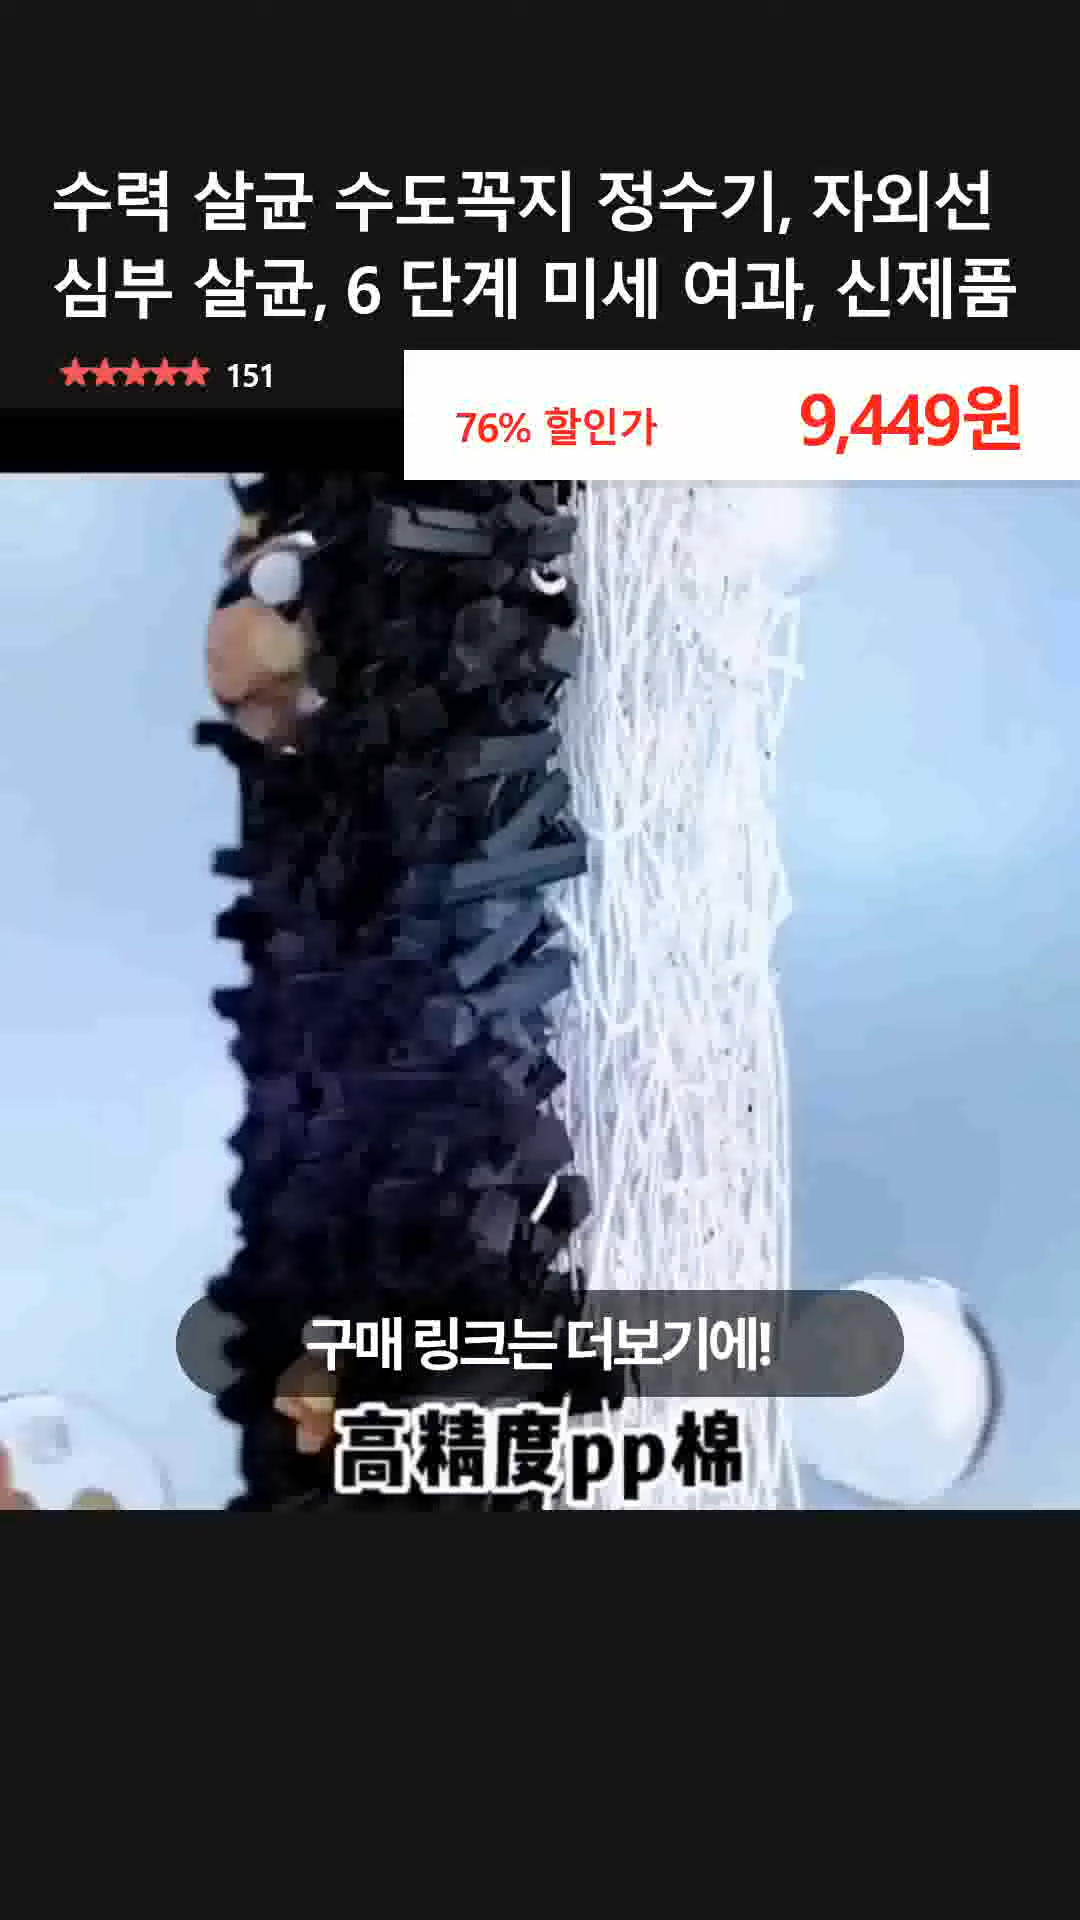 수력 살균 수도꼭지 정수기, 자외선
심부 살균, 6 단계 미세 여과, 신제품
151
76% 할인가
9,449원
구매 링크는 더보기에!
高精度pp棉